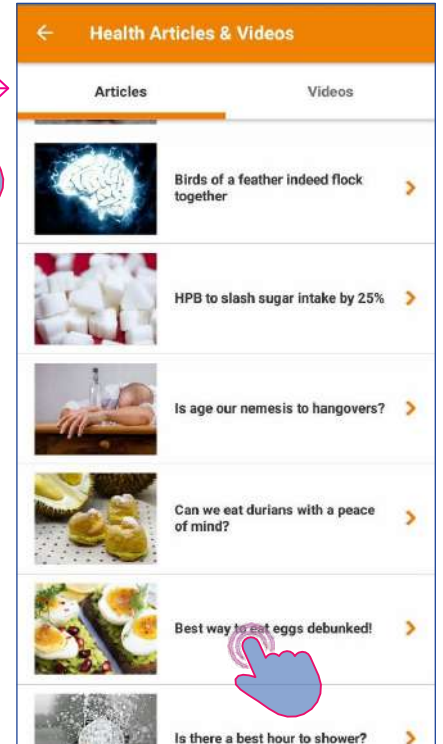 Health Articles & Videos
Articles
Videos
Birds of a feather indeed flock
together
HPB to slash sugar intake by 25%
Is age our nemesis to hangovers?
Can we eat durians with a peace
of mind?
Best way to eat eggs debunked!
Is there a best hour to shower?